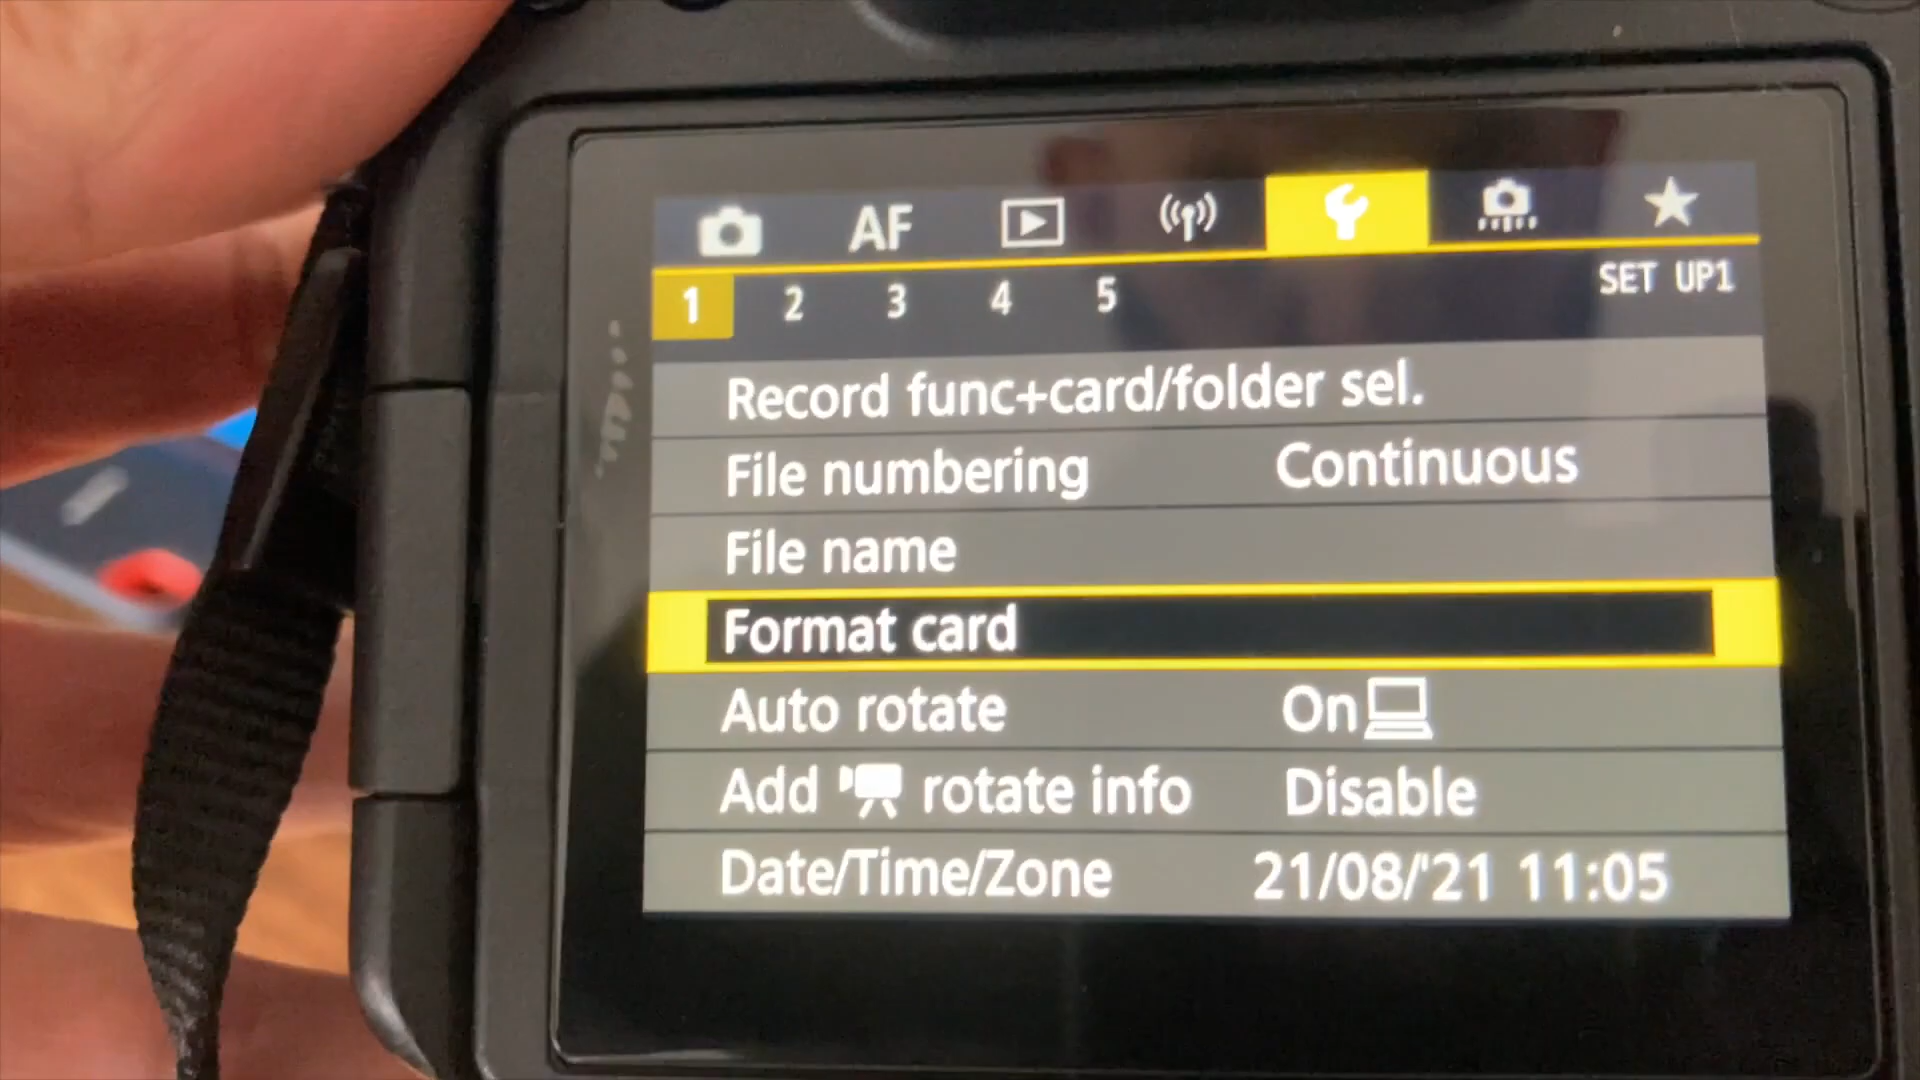 AF
1 2 3 4 5 SET UP1
Record func+card/folder sel.
File numbering Continuous
File name
Format card
Auto rotate On
Add rotate info Disable
Date/Time/Zone 21/08/'21 11:05